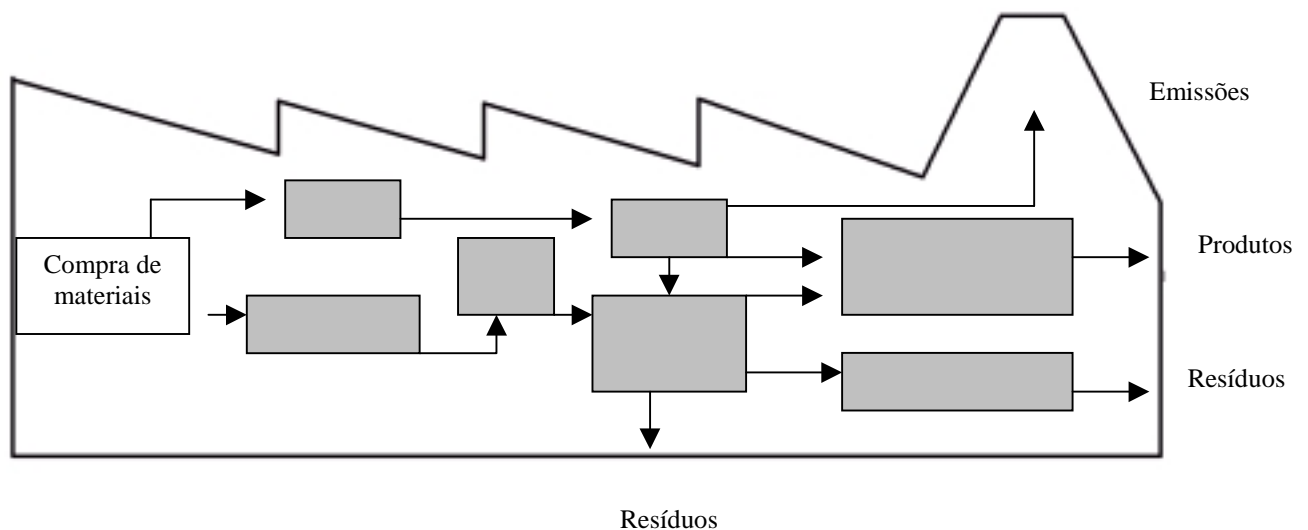 Emissões
Compra de
materiais
Produtos
Resíduos
Resíduos